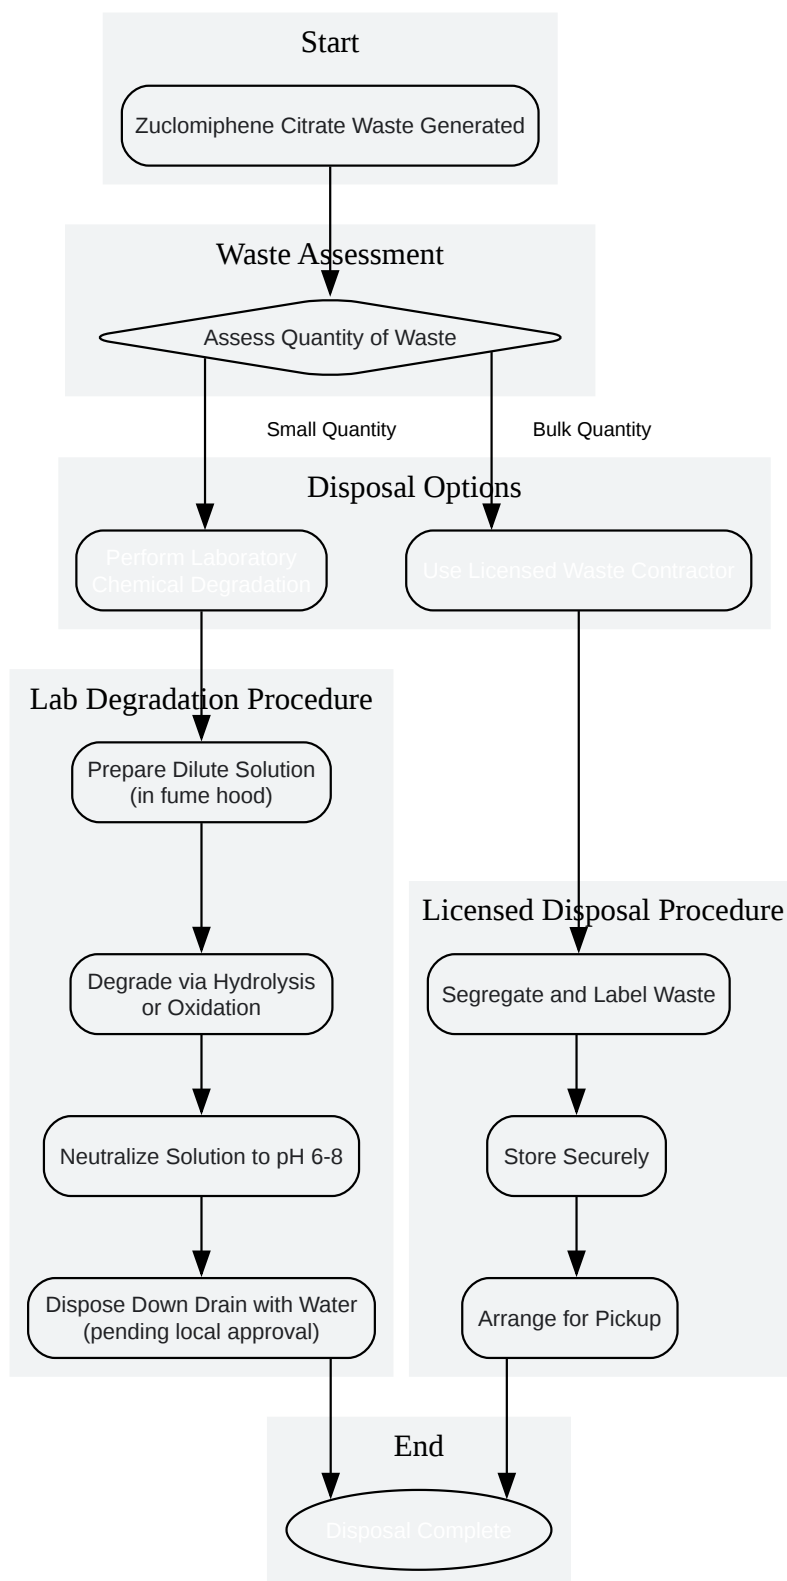 Start
Zuclomiphene Citrate Waste Generated
Waste Assessment
Assess Quantity of Waste
Small Quantity
Bulk Quantity
Disposal Options
Perform Laboratory
Chemical Degradation
Use Licensed Waste Contractor
Lab Degradation Procedure
Prepare Dilute Solution
(in fume hood)
Degrade via Hydrolysis
or Oxidation
Neutralize Solution to pH 6-8
Dispose Down Drain with Water
(pending local approval)
Licensed Disposal Procedure
Segregate and Label Waste
Store Securely
Arrange for Pickup
End
Disposal Complete